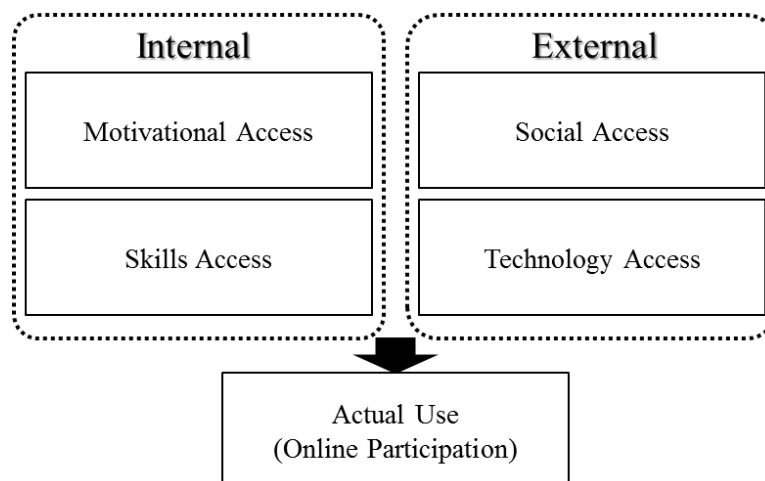 Internal
Motivational Access
Skills Access
External
Social Access
Technology Access
Actual Use
(Online Participation)